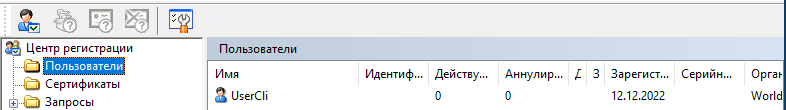 Центр регистрации
Пользователи
Сертификаты
Запросы
Пользователи
Имя Идентиф... Действу... Аннулир... Д З Зарегист... Серийн... Орган
UserCli 0 0 12.12.2022 World